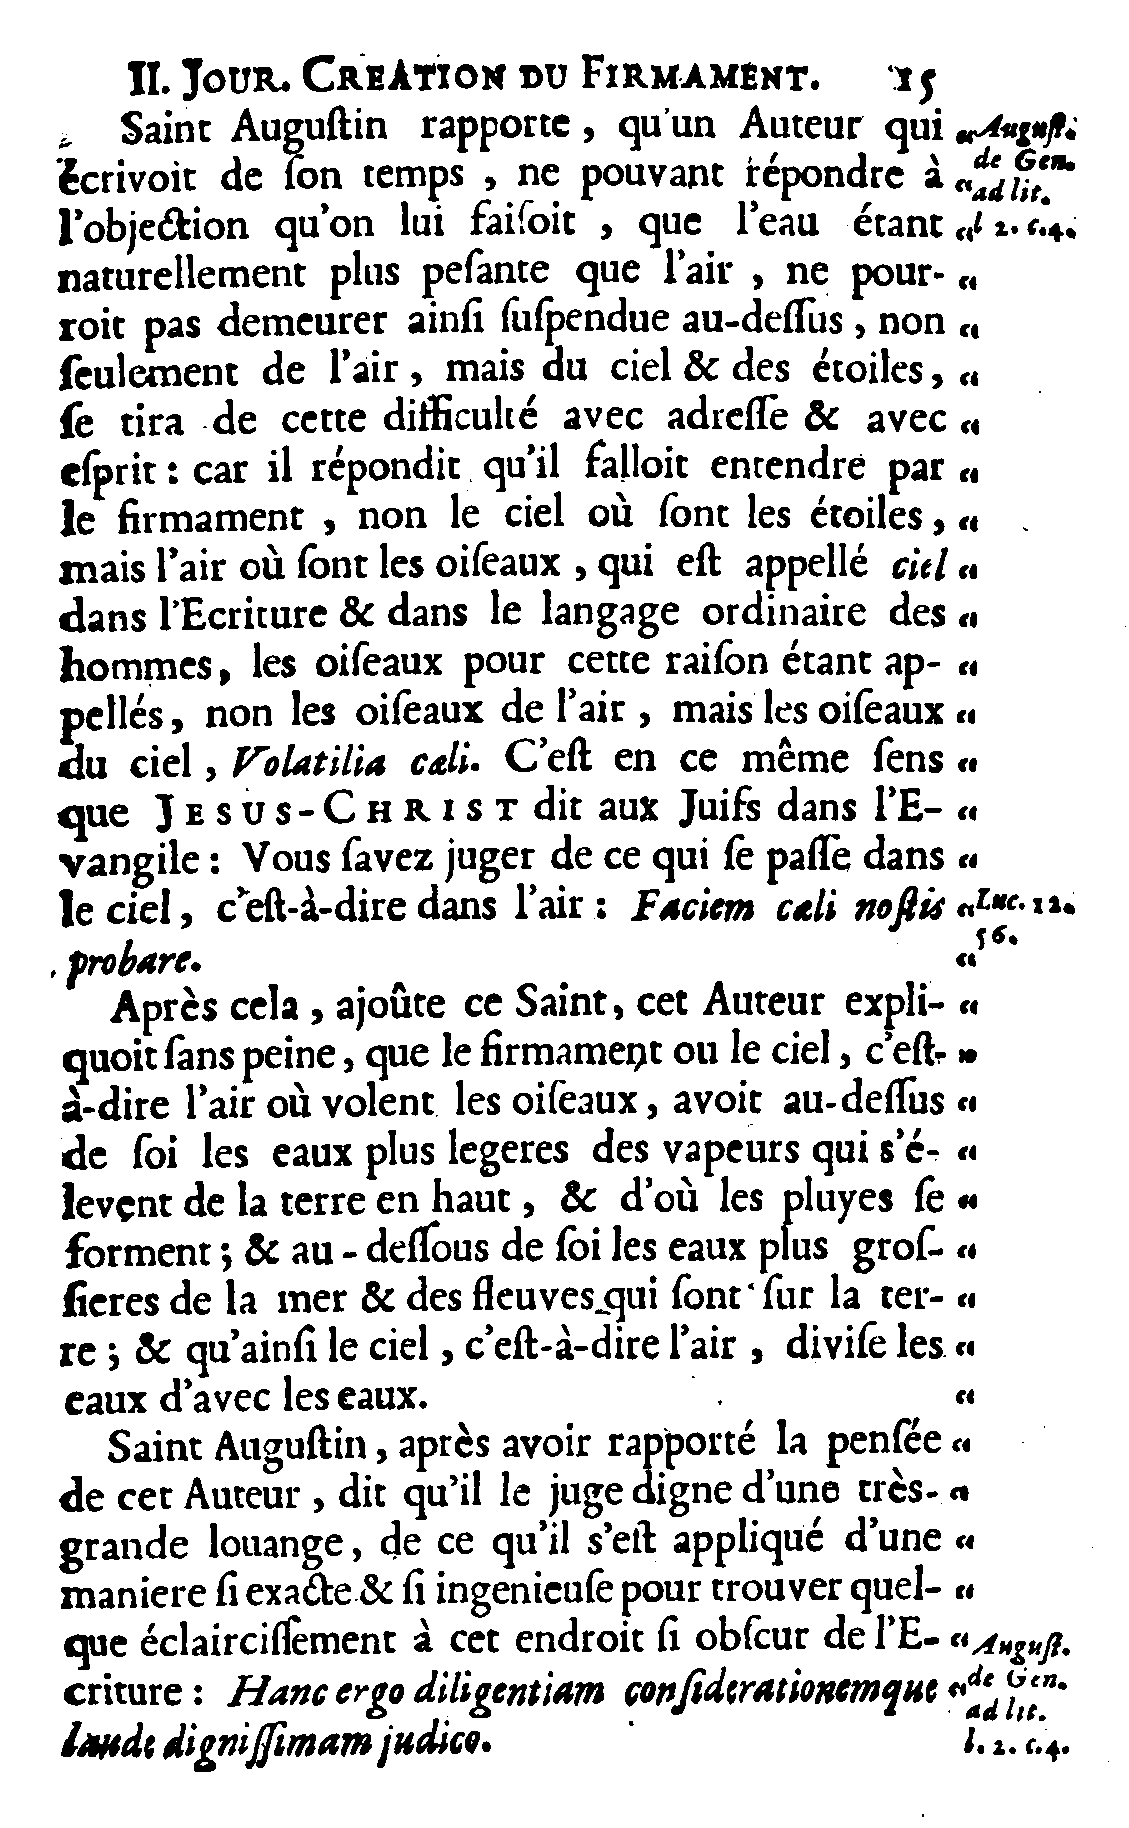 II. JOUR. CREATION DU FIRMAMENT. 15
Saint Auguſtin rapporte , qu'un Auteur qui “ Auguſt.
écrivoit de ſon temps , ne pouvant répondre à “ de Gen. ad lit.
l'objection qu'on lui faiſoit , que l'eau étant “ l 2. c.4.
naturellement plus peſante que l'air , ne pour- “
roit pas demeurer ainſi ſuſpendue au-deſſus , non “
ſeulement de l'air , mais du ciel & des étoiles , “
ſe tira de cette difficulté avec adreſſe & avec “
eſprit : car il répondit qu'il falloit entendre par “
le firmament , non le ciel où ſont les étoiles , “
mais l'air où ſont les oiſeaux , qui eſt appellé ciel “
dans l'Ecriture & dans le langage ordinaire des “
hommes, les oiſeaux pour cette raiſon étant ap- “
pellés, non les oiſeaux de l'air , mais les oiſeaux “
du ciel , Volatilia cæli. C'eſt en ce même ſens “
que JESUS-CHRIST dit aux Juifs dans l'E- “
vangile : Vous ſavez juger de ce qui ſe paſſe dans “
le ciel, c'eſt-à-dire dans l'air : Faciem cæli noſtis “ Luc. 12.
probare. “ 56.
Après cela , ajoûte ce Saint, cet Auteur expli- “
quoit ſans peine, que le firmament ou le ciel , c'eſt- “
à-dire l'air où volent les oiſeaux, avoit au-deſſus “
de ſoi les eaux plus legeres des vapeurs qui s'é- “
levent de la terre en haut , & d'où les pluyes ſe “
forment ; & au-deſſous de ſoi les eaux plus groſ- “
ſieres de la mer & des fleuves qui ſont ſur la ter- “
re ; & qu'ainſi le ciel , c'eſt-à-dire l'air , diviſe les “
eaux d'avec les eaux. “
Saint Auguſtin, après avoir rapporté la penſée “
de cet Auteur , dit qu'il le juge digne d'une très- “
grande louange, de ce qu'il s'eſt appliqué d'une “
maniere ſi exacte & ſi ingenieuſe pour trouver quel- “
que éclairciſſement à cet endroit ſi obſcur de l'E- “ Auguſt.
criture : Hanc ergo diligentiam conſiderationemque “ de Gen. ad lit.
laude digniſſimam judico. l. 2. c.4.